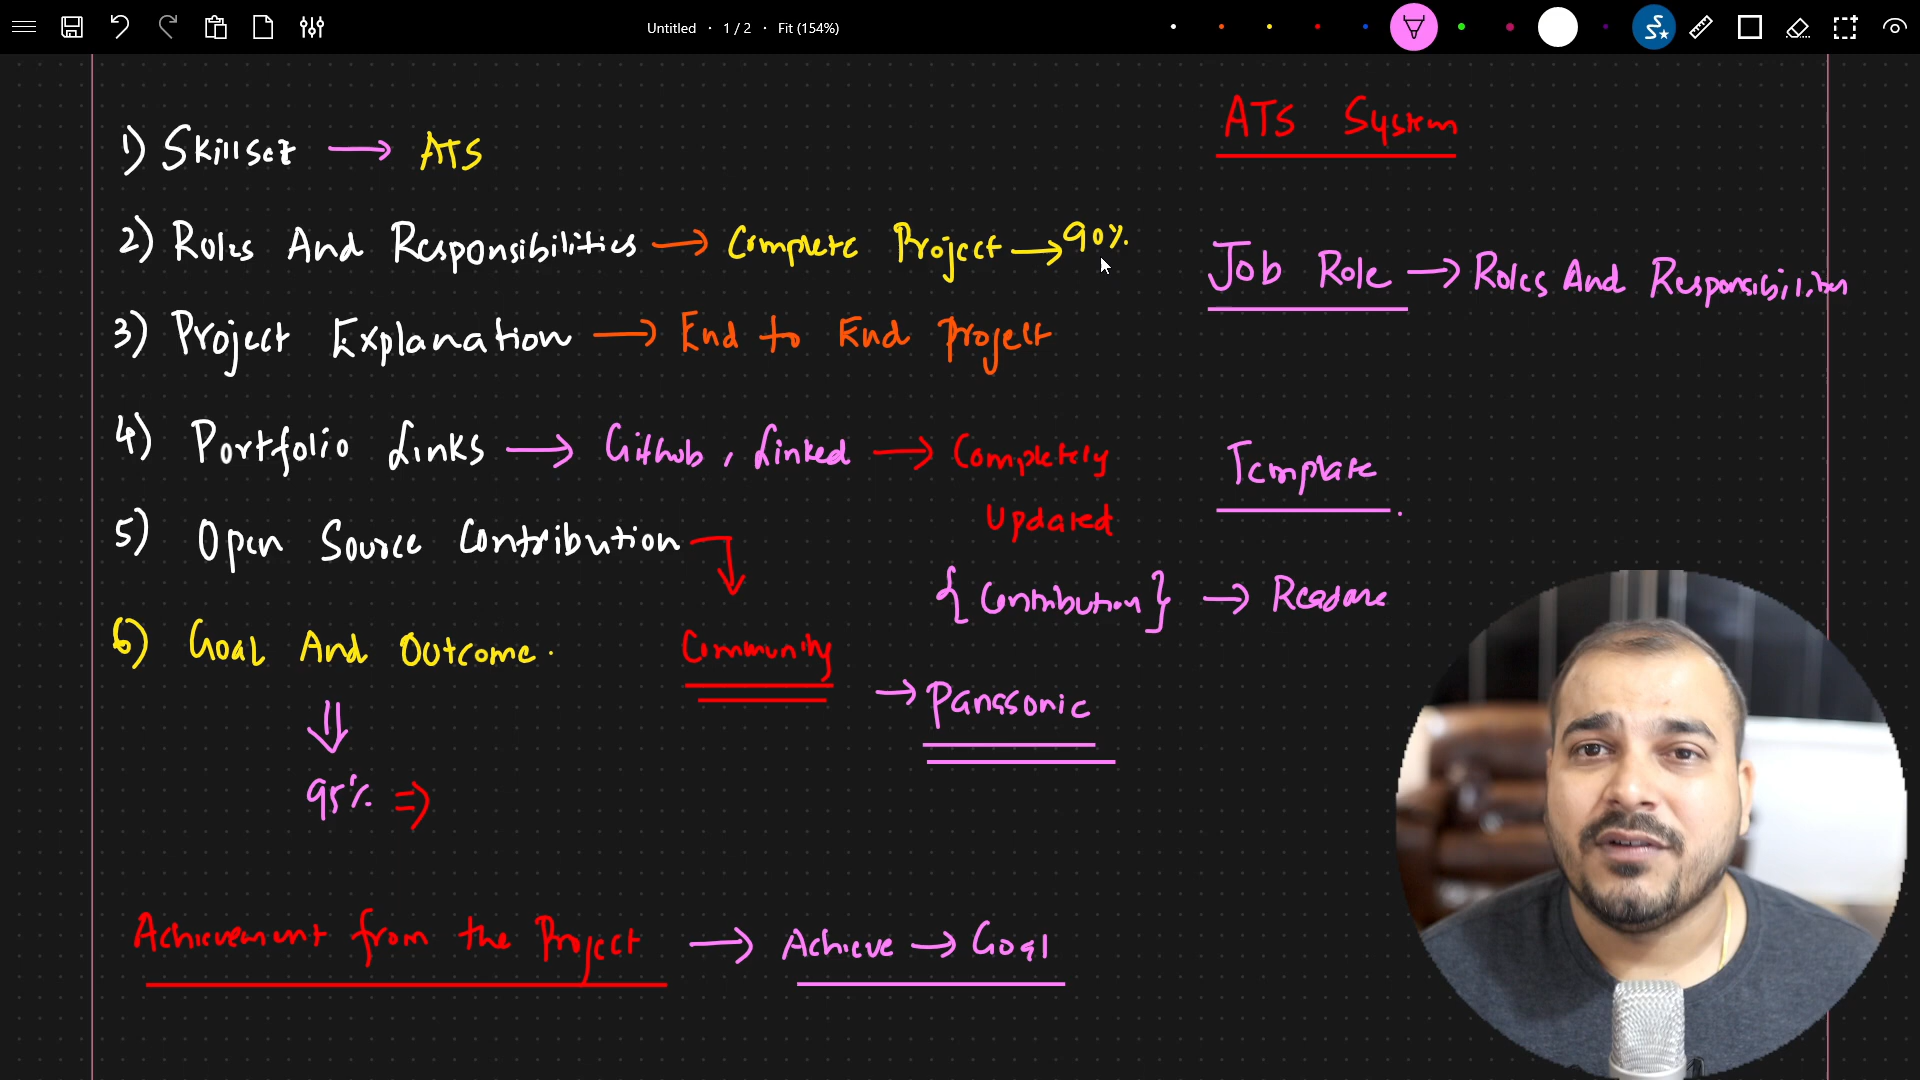 Untitled · 1 / 2 · Fit (154%)
ATS System
1) Skillset → ATS
2) Roles And Responsibilities → Complete Project → 90%
Job Role → Roles And Responsibilities
3) Project Explanation → End to End Project
4) Portfolio Links → Github, Linked → Completely
Updated
Template
5) Open Source Contribution
{ Contribution } → Readme
6) Goal And Outcome.
Community
→ Panasonic
95% ⇒
Achievement from the Project → Achieve → Goal